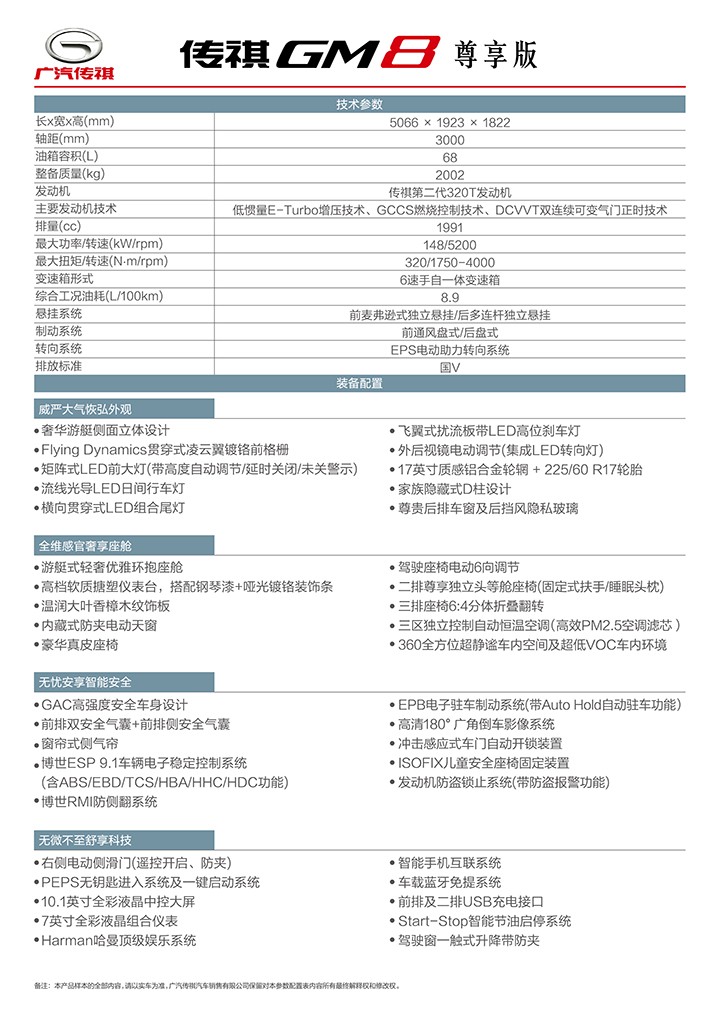 广汽传祺
传祺GM8 尊享版
技术参数
长x宽x高(mm) 5066 × 1923 × 1822
轴距(mm) 3000
油箱容积(L) 68
整备质量(kg) 2002
发动机 传祺第二代320T发动机
主要发动机技术 低惯量E-Turbo增压技术、GCCS燃烧控制技术、DCVVT双连续可变气门正时技术
排量(cc) 1991
最大功率/转速(kW/rpm) 148/5200
最大扭矩/转速(N·m/rpm) 320/1750-4000
变速箱形式 6速手自一体变速箱
综合工况油耗(L/100km) 8.9
悬挂系统 前麦弗逊式独立悬挂/后多连杆独立悬挂
制动系统 前通风盘式/后盘式
转向系统 EPS电动助力转向系统
排放标准 国V
装备配置
威严大气恢弘外观
•奢华游艇侧面立体设计
•Flying Dynamics贯穿式凌云翼镀铬前格栅
•矩阵式LED前大灯(带高度自动调节/延时关闭/未关警示)
•流线光导LED日间行车灯
•横向贯穿式LED组合尾灯
•飞翼式扰流板带LED高位刹车灯
•外后视镜电动调节(集成LED转向灯)
•17英寸质感铝合金轮辋 + 225/60 R17轮胎
•家族隐藏式D柱设计
•尊贵后排车窗及后挡风隐私玻璃
全维感官奢享座舱
•游艇式轻奢优雅环抱座舱
•高档软质搪塑仪表台，搭配钢琴漆+哑光镀铬装饰条
•温润大叶香樟木纹饰板
•内藏式防夹电动天窗
•豪华真皮座椅
•驾驶座椅电动6向调节
•二排尊享独立头等舱座椅(固定式扶手/睡眠头枕)
•三排座椅6:4分体折叠翻转
•三区独立控制自动恒温空调(高效PM2.5空调滤芯 )
•360全方位超静谧车内空间及超低VOC车内环境
无忧安享智能安全
•GAC高强度安全车身设计
•前排双安全气囊+前排侧安全气囊
•窗帘式侧气帘
•博世ESP 9.1车辆电子稳定控制系统
(含ABS/EBD/TCS/HBA/HHC/HDC功能)
•博世RMI防侧翻系统
•EPB电子驻车制动系统(带Auto Hold自动驻车功能)
•高清180° 广角倒车影像系统
•冲击感应式车门自动开锁装置
•ISOFIX儿童安全座椅固定装置
•发动机防盗锁止系统(带防盗报警功能)
无微不至舒享科技
•右侧电动侧滑门(遥控开启、防夹)
•PEPS无钥匙进入系统及一键启动系统
•10.1英寸全彩液晶中控大屏
•7英寸全彩液晶组合仪表
•Harman哈曼顶级娱乐系统
•智能手机互联系统
•车载蓝牙免提系统
•前排及二排USB充电接口
•Start-Stop智能节油启停系统
•驾驶窗一触式升降带防夹
备注：本产品样本的全部内容，请以实车为准，广汽传祺汽车销售有限公司保留对本参数配置表内容所有最终解释权和修改权。